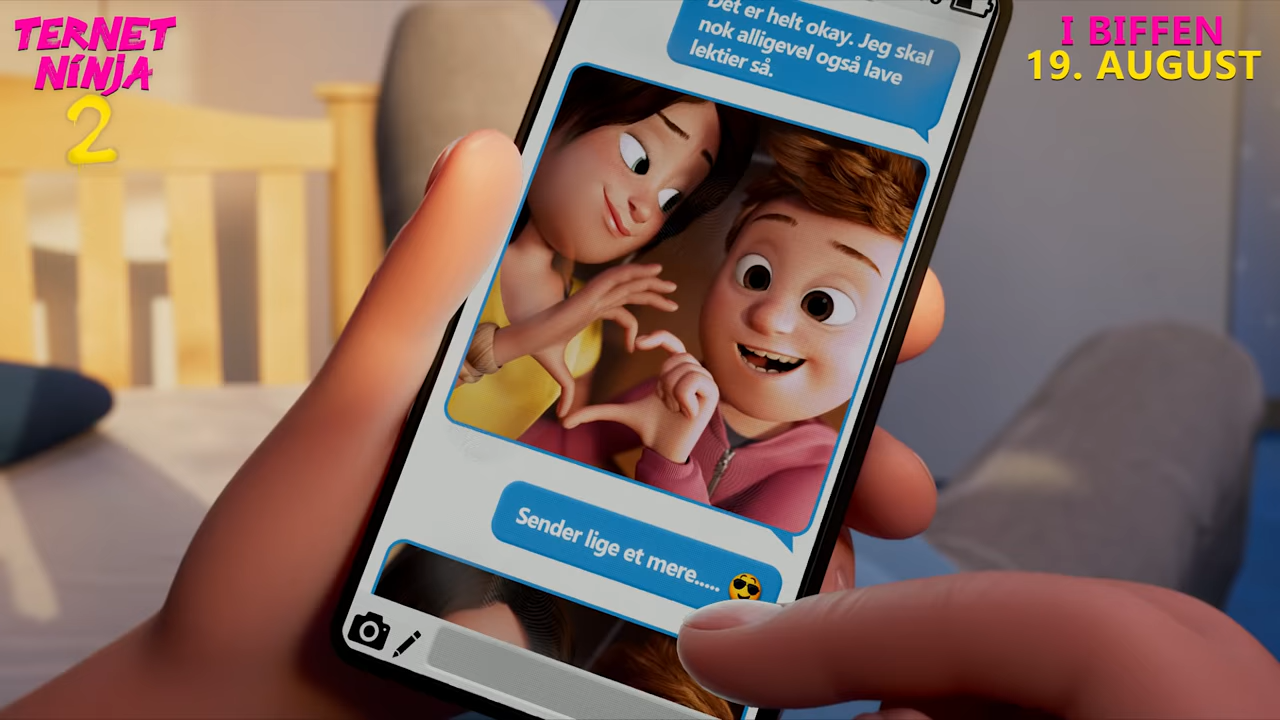 TERNET
NINJA
2
I BIFFEN
19. AUGUST
Det er helt okay. Jeg skal
nok alligevel også lave
lektier så.
Sender lige et mere.....